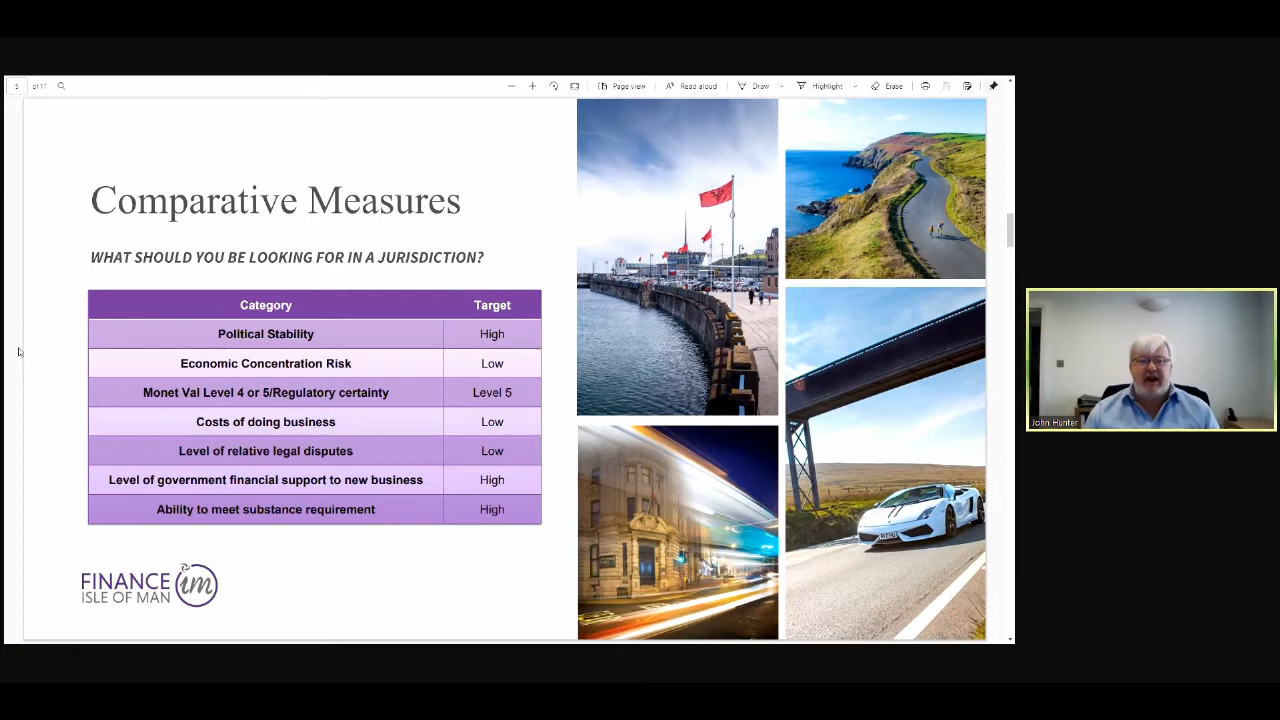 of 17
Page view
Read aloud
Draw
Highlight
Erase
Comparative Measures
WHAT SHOULD YOU BE LOOKING FOR IN A JURISDICTION?
Category Target
Political Stability High
Economic Concentration Risk Low
Monet Val Level 4 or 5/Regulatory certainty Level 5
Costs of doing business Low
Level of relative legal disputes Low
Level of government financial support to new business High
Ability to meet substance requirement High
FINANCE
ISLE OF MAN
im
John Hunter